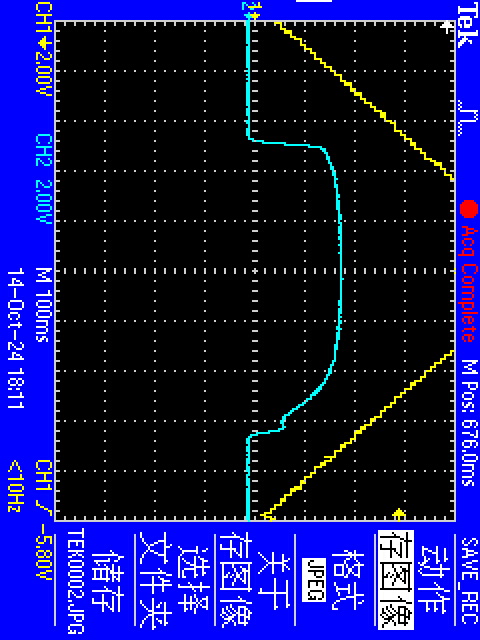 Tek Acq Complete M Pos: 676.0ms SAVE_REC
动作
存图像
格式
JPEG
关于
存图像
选择
文件夹
储存
TEK0002.JPG
1
2
CH1 2.00V CH2 2.00V M 100ms CH1 -5.80V
14-Oct-24 18:11 <10Hz